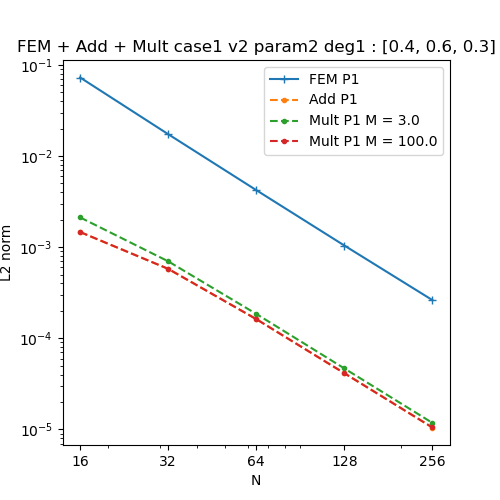 FEM + Add + Mult case1 v2 param2 deg1 : [0.4, 0.6, 0.3]
FEM P1
Add P1
Mult P1 M = 3.0
Mult P1 M = 100.0
L2 norm
10⁻¹
10⁻²
10⁻³
10⁻⁴
10⁻⁵
16 32 64 128 256
N